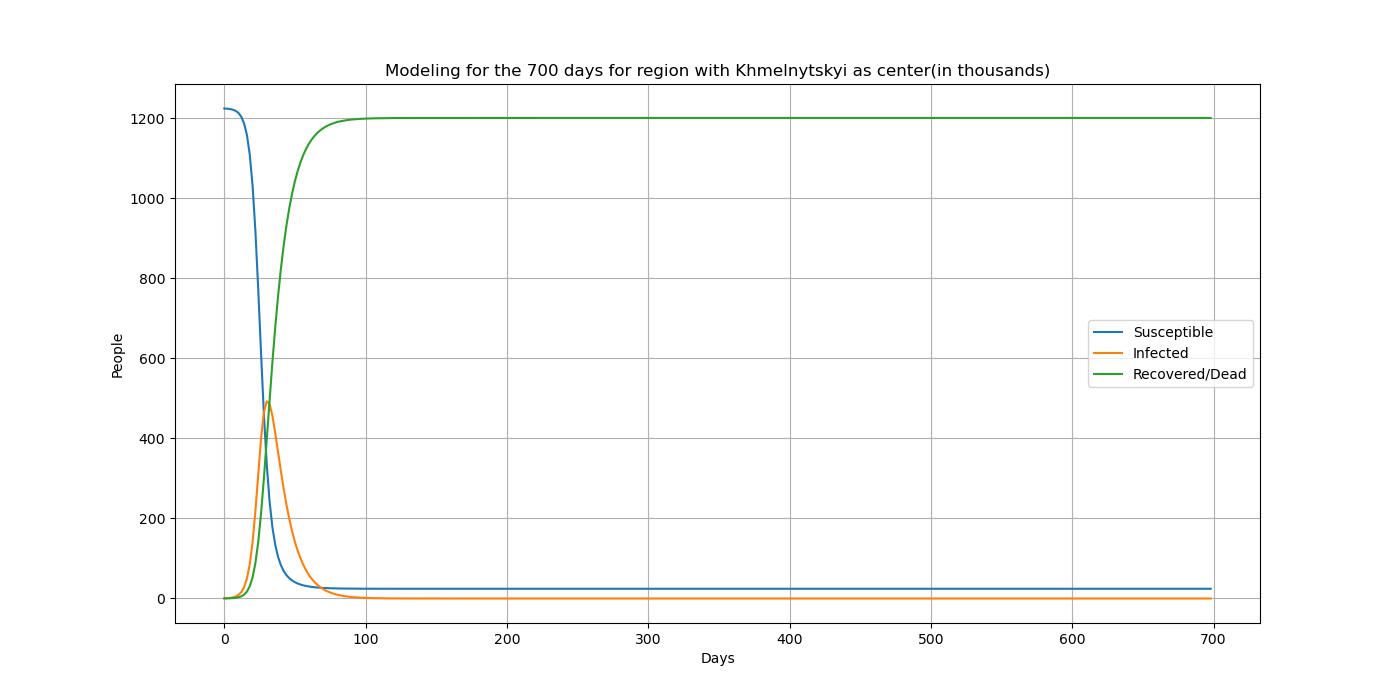 Modeling for the 700 days for region with Khmelnytskyi as center(in thousands)
1200
1000
800
600
400
200
0
People
Susceptible
Infected
Recovered/Dead
0 100 200 300 400 500 600 700
Days